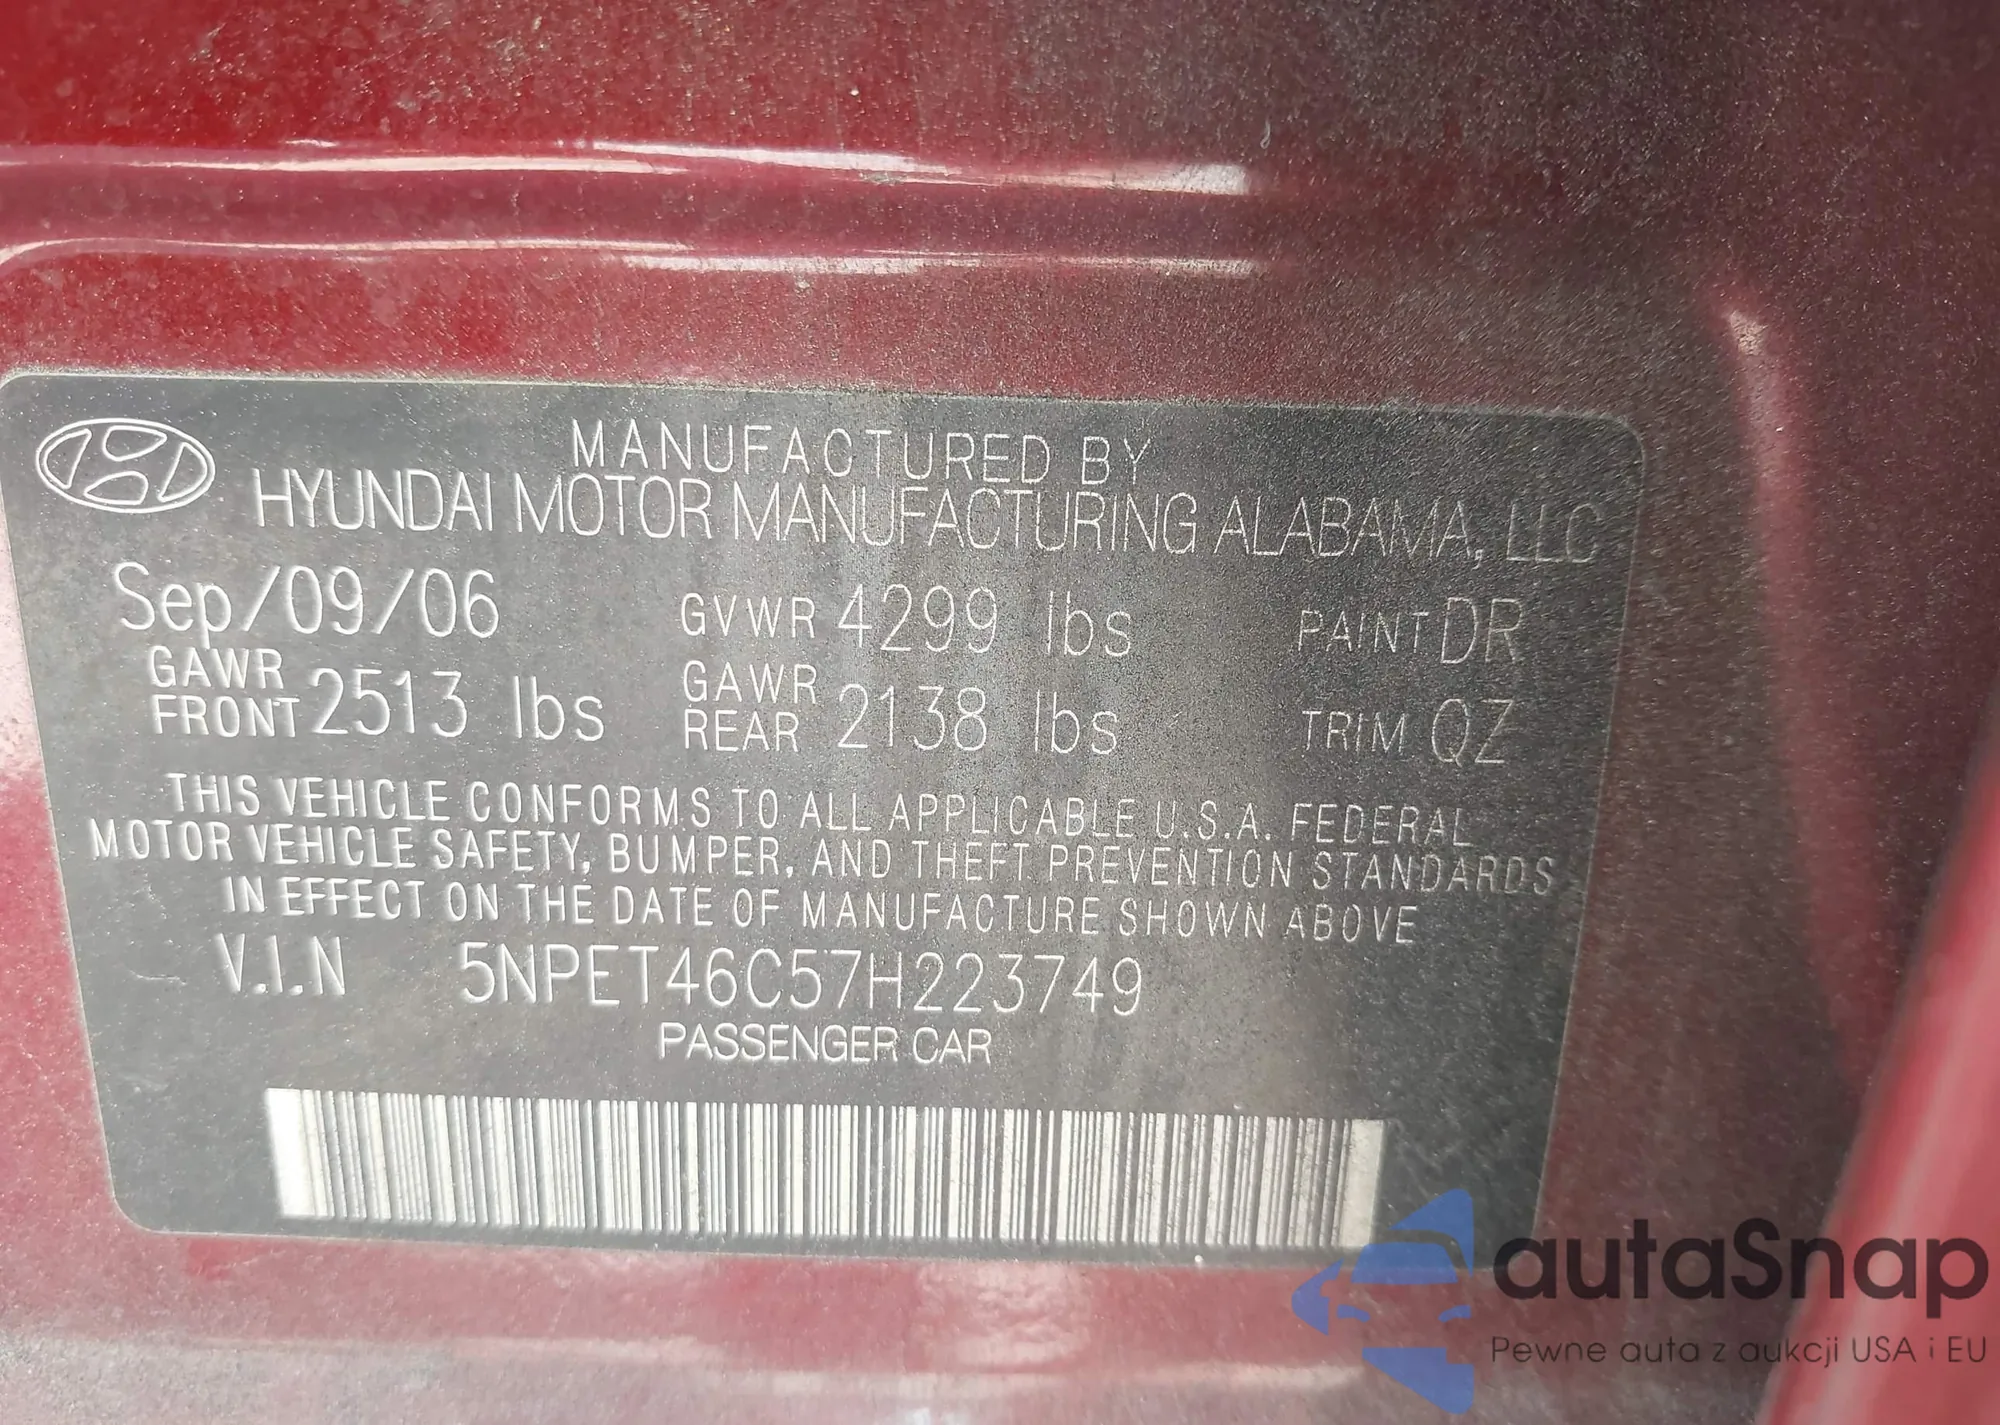 MANUFACTURED BY
HYUNDAI MOTOR MANUFACTURING ALABAMA, LLC
Sep/09/06 GVWR 4299 lbs PAINT DR
GAWR FRONT 2513 lbs GAWR REAR 2138 lbs TRIM QZ
THIS VEHICLE CONFORMS TO ALL APPLICABLE U.S.A. FEDERAL
MOTOR VEHICLE SAFETY, BUMPER, AND THEFT PREVENTION STANDARDS
IN EFFECT ON THE DATE OF MANUFACTURE SHOWN ABOVE
V.I.N 5NPET46C57H223749
PASSENGER CAR
autaSnap
Pewne auta z aukcji USA i EU